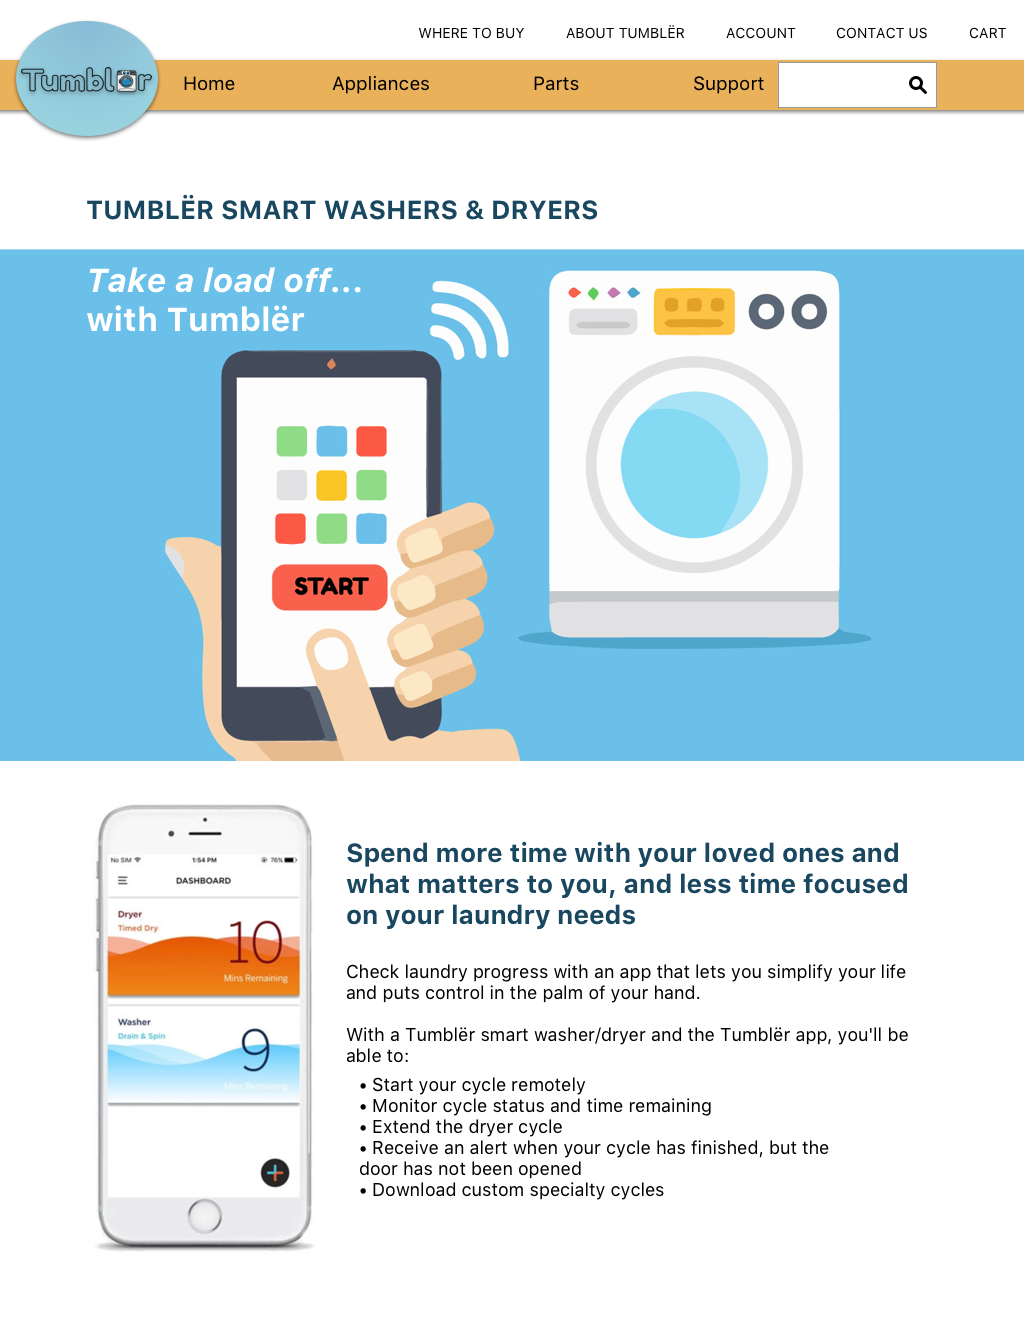 WHERE TO BUY ABOUT TUMBLËR ACCOUNT CONTACT US CART
Tumblër
Home Appliances Parts Support
TUMBLËR SMART WASHERS & DRYERS
Take a load off...
with Tumblër
START
No SIM 1:54 PM 76%
DASHBOARD
Dryer
Timed Dry
10
Mins Remaining
Washer
Drain & Spin
9
Mins Remaining
Spend more time with your loved ones and
what matters to you, and less time focused
on your laundry needs
Check laundry progress with an app that lets you simplify your life
and puts control in the palm of your hand.
With a Tumblër smart washer/dryer and the Tumblër app, you'll be
able to:
• Start your cycle remotely
• Monitor cycle status and time remaining
• Extend the dryer cycle
• Receive an alert when your cycle has finished, but the
door has not been opened
• Download custom specialty cycles